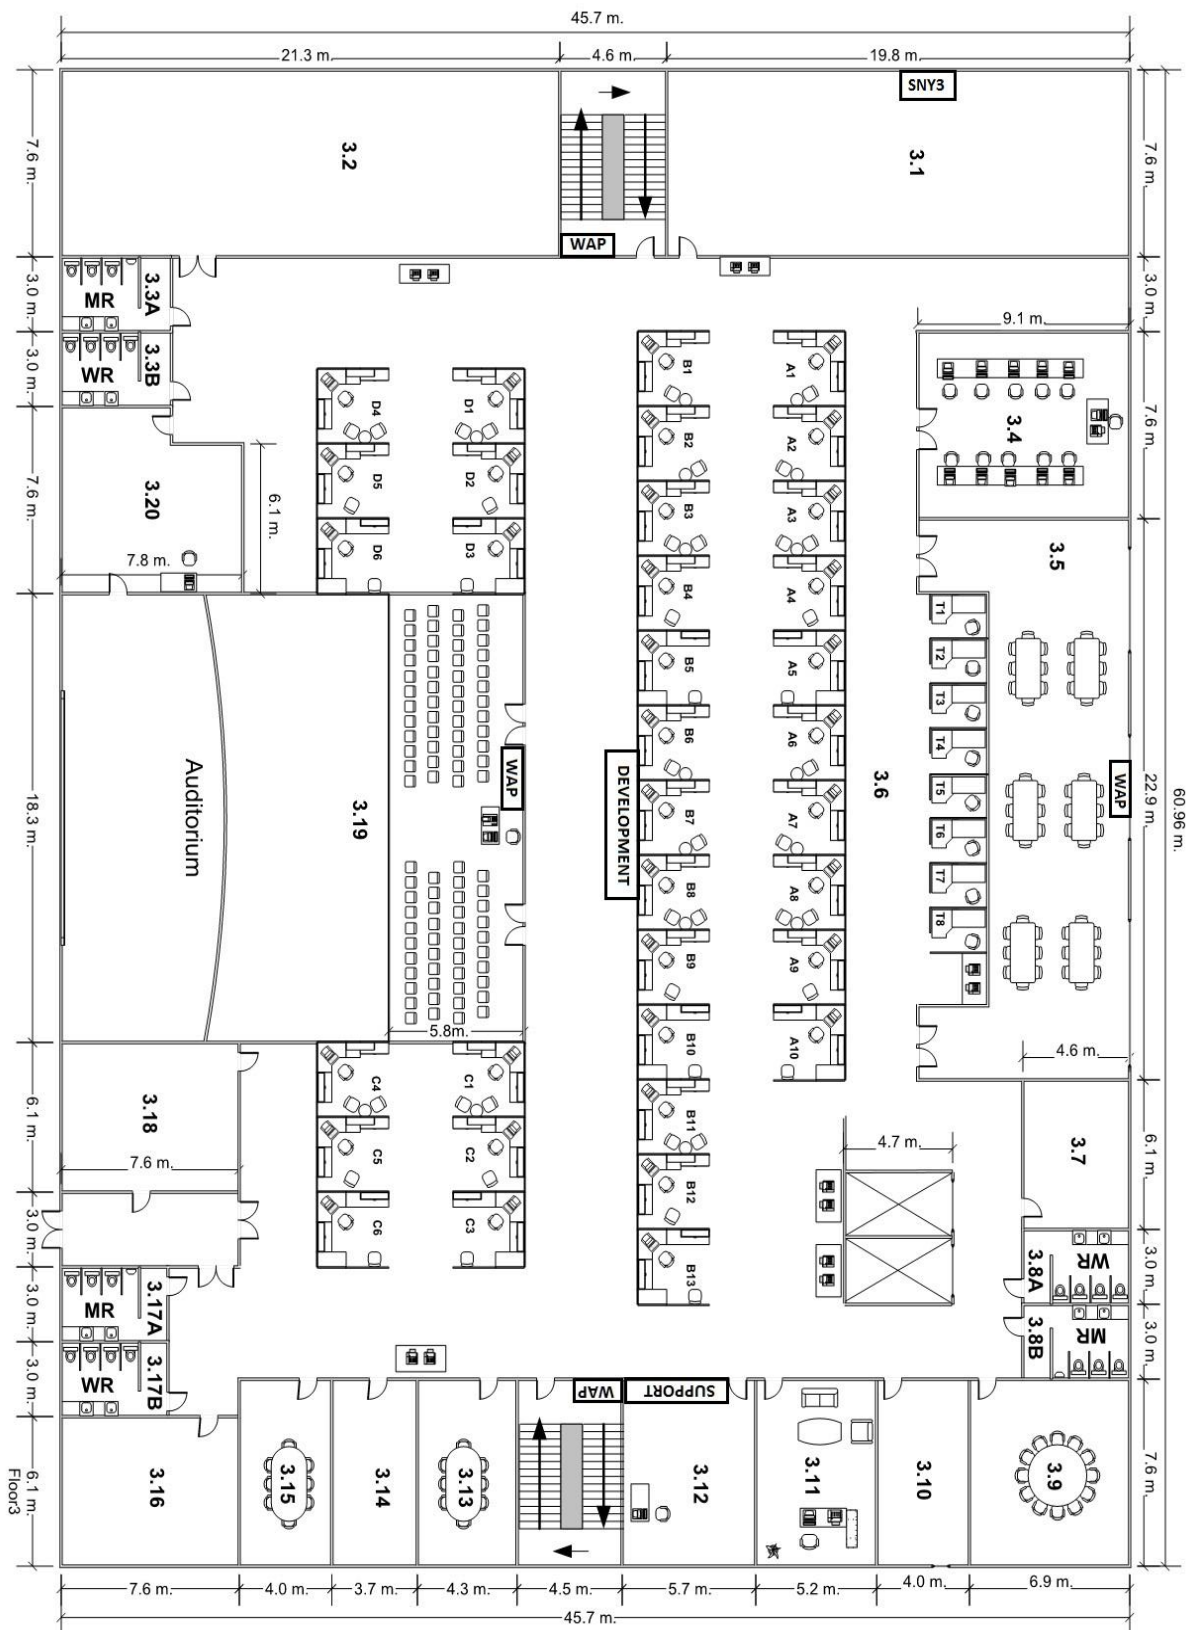 45.7 m.
21.3 m.
4.6 m.
19.8 m.
SNY3
7.6 m.
3.2
3.1
7.6 m.
WAP
3.0 m.
3.3A
MR
3.0 m.
9.1 m.
3.0 m.
3.3B
WR
B1
A1
D4
D1
B2
A2
3.4
7.6 m.
7.6 m.
3.20
6.1 m.
D5
D2
B3
A3
7.8 m.
D6
D3
B4
A4
3.5
T1
T2
T3
T4
T5
T6
T7
T8
B5
A5
B6
A6
WAP
DEVELOPMENT
3.6
WAP
22.9 m.
60.96 m.
Auditorium
3.19
18.3 m.
B7
A7
B8
A8
B9
A9
5.8m.
B10
A10
4.6 m.
6.1 m.
3.18
7.6 m.
C4
C1
B11
4.7 m.
3.7
6.1 m.
C5
C2
B12
3.0 m.
C6
C3
B13
3.8A
WR
3.0 m.
3.0 m.
3.17A
MR
3.8B
MR
3.0 m.
3.0 m.
3.17B
WR
WAP
SUPPORT
6.1 m.
3.16
3.15
3.14
3.13
3.12
3.11
3.10
3.9
7.6 m.
Floor3
7.6 m.
4.0 m.
3.7 m.
4.3 m.
4.5 m.
5.7 m.
5.2 m.
4.0 m.
6.9 m.
45.7 m.